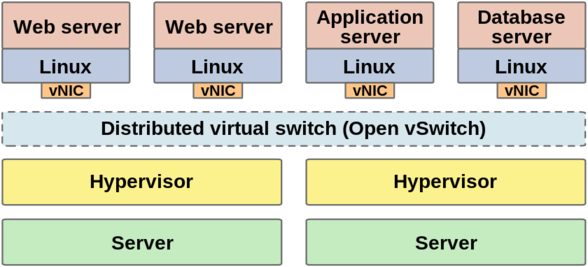 Web server
Web server
Application
server
Database
server
Linux
Linux
Linux
Linux
vNIC
vNIC
vNIC
vNIC
Distributed virtual switch (Open vSwitch)
Hypervisor
Hypervisor
Server
Server